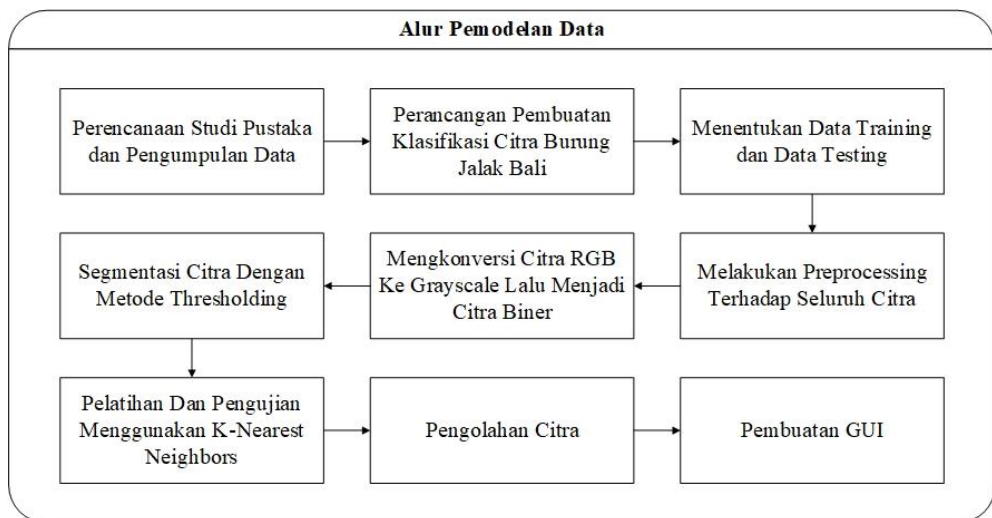 Alur Pemodelan Data
Perencanaan Studi Pustaka
dan Pengumpulan Data
Perancangan Pembuatan
Klasifikasi Citra Burung
Jalak Bali
Menentukan Data Training
dan Data Testing
Melakukan Preprocessing
Terhadap Seluruh Citra
Mengkonversi Citra RGB
Ke Grayscale Lalu Menjadi
Citra Biner
Segmentasi Citra Dengan
Metode Thresholding
Pelatihan Dan Pengujian
Menggunakan K-Nearest
Neighbors
Pengolahan Citra
Pembuatan GUI